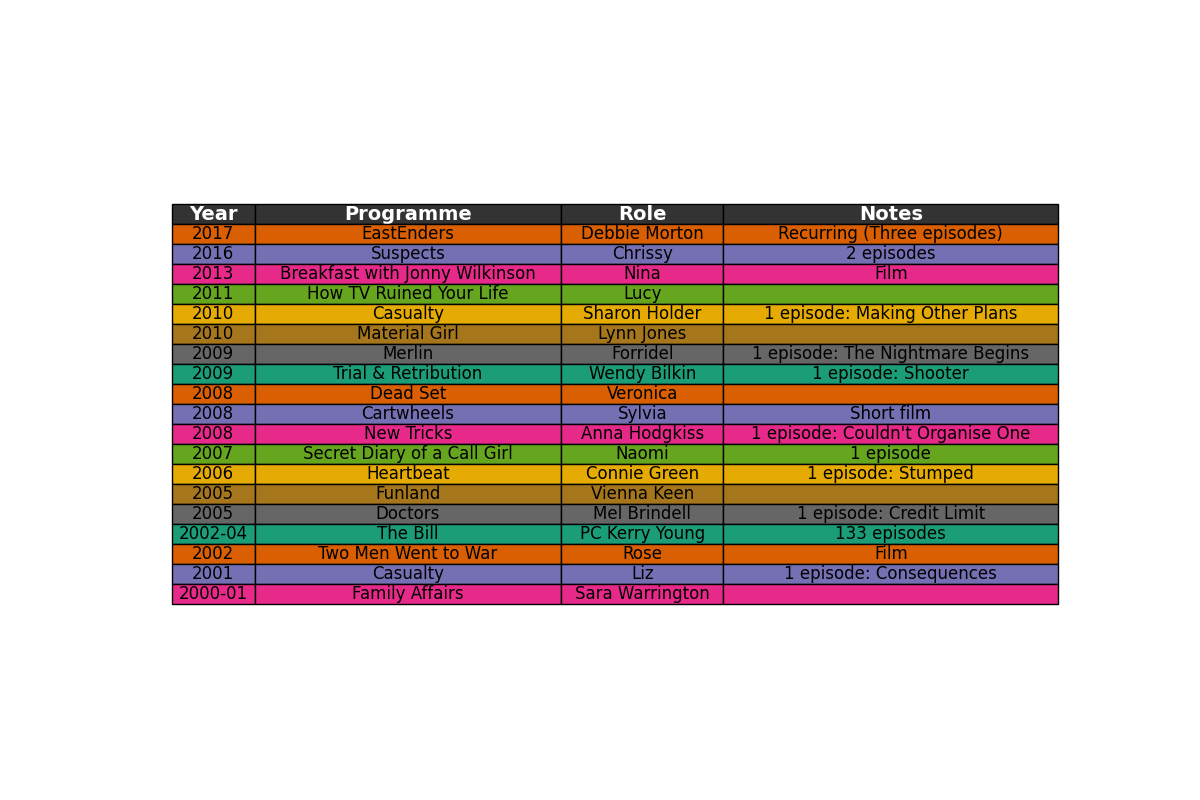 Year Programme Role Notes
2017 EastEnders Debbie Morton Recurring (Three episodes)
2016 Suspects Chrissy 2 episodes
2013 Breakfast with Jonny Wilkinson Nina Film
2011 How TV Ruined Your Life Lucy
2010 Casualty Sharon Holder 1 episode: Making Other Plans
2010 Material Girl Lynn Jones
2009 Merlin Forridel 1 episode: The Nightmare Begins
2009 Trial & Retribution Wendy Bilkin 1 episode: Shooter
2008 Dead Set Veronica
2008 Cartwheels Sylvia Short film
2008 New Tricks Anna Hodgkiss 1 episode: Couldn't Organise One
2007 Secret Diary of a Call Girl Naomi 1 episode
2006 Heartbeat Connie Green 1 episode: Stumped
2005 Funland Vienna Keen
2005 Doctors Mel Brindell 1 episode: Credit Limit
2002-04 The Bill PC Kerry Young 133 episodes
2002 Two Men Went to War Rose Film
2001 Casualty Liz 1 episode: Consequences
2000-01 Family Affairs Sara Warrington